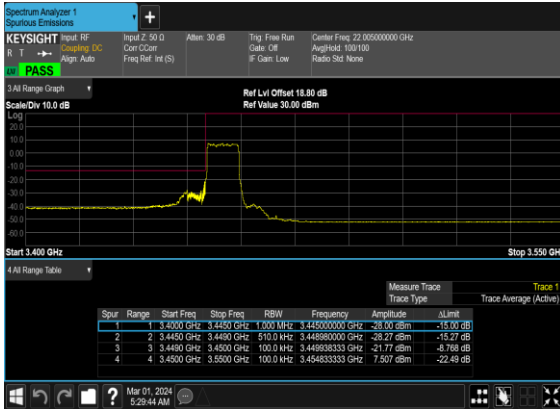 Spectrum Analyzer 1
Spurious Emissions
+
KEYSIGHT Input: RF Input Z: 50 Ω Atten: 30 dB Trig: Free Run Center Freq: 22.005000000 GHz
R T Coupling: DC Corr CCorr Gate: Off Avg|Hold: 100/100
Align: Auto Freq Ref: Int (S) IF Gain: Low Radio Std: None
PASS
3 All Range Graph
Ref Lvl Offset 18.80 dB
Scale/Div 10.0 dB Ref Value 30.00 dBm
Log
20.0
10.0
0.00
-10.0
-20.0
-30.0
-40.0
-50.0
-60.0
Start 3.400 GHz Stop 3.550 GH
4 All Range Table
Measure Trace Trace 1
Trace Type Trace Average (Active)
Spur Range Start Freq Stop Freq RBW Frequency Amplitude ΔLimit
1 1 3.4000 GHz 3.4450 GHz 1.000 MHz 3.445000000 GHz -28.00 dBm -15.00 dB
2 2 3.4450 GHz 3.4490 GHz 510.0 kHz 3.448980000 GHz -28.27 dBm -15.27 dB
3 3 3.4490 GHz 3.4500 GHz 100.0 kHz 3.449938333 GHz -21.77 dBm -8.768 dB
4 4 3.4500 GHz 3.5500 GHz 100.0 kHz 3.454833333 GHz 7.507 dBm -22.49 dB
?
Mar 01, 2024
5:29:44 AM